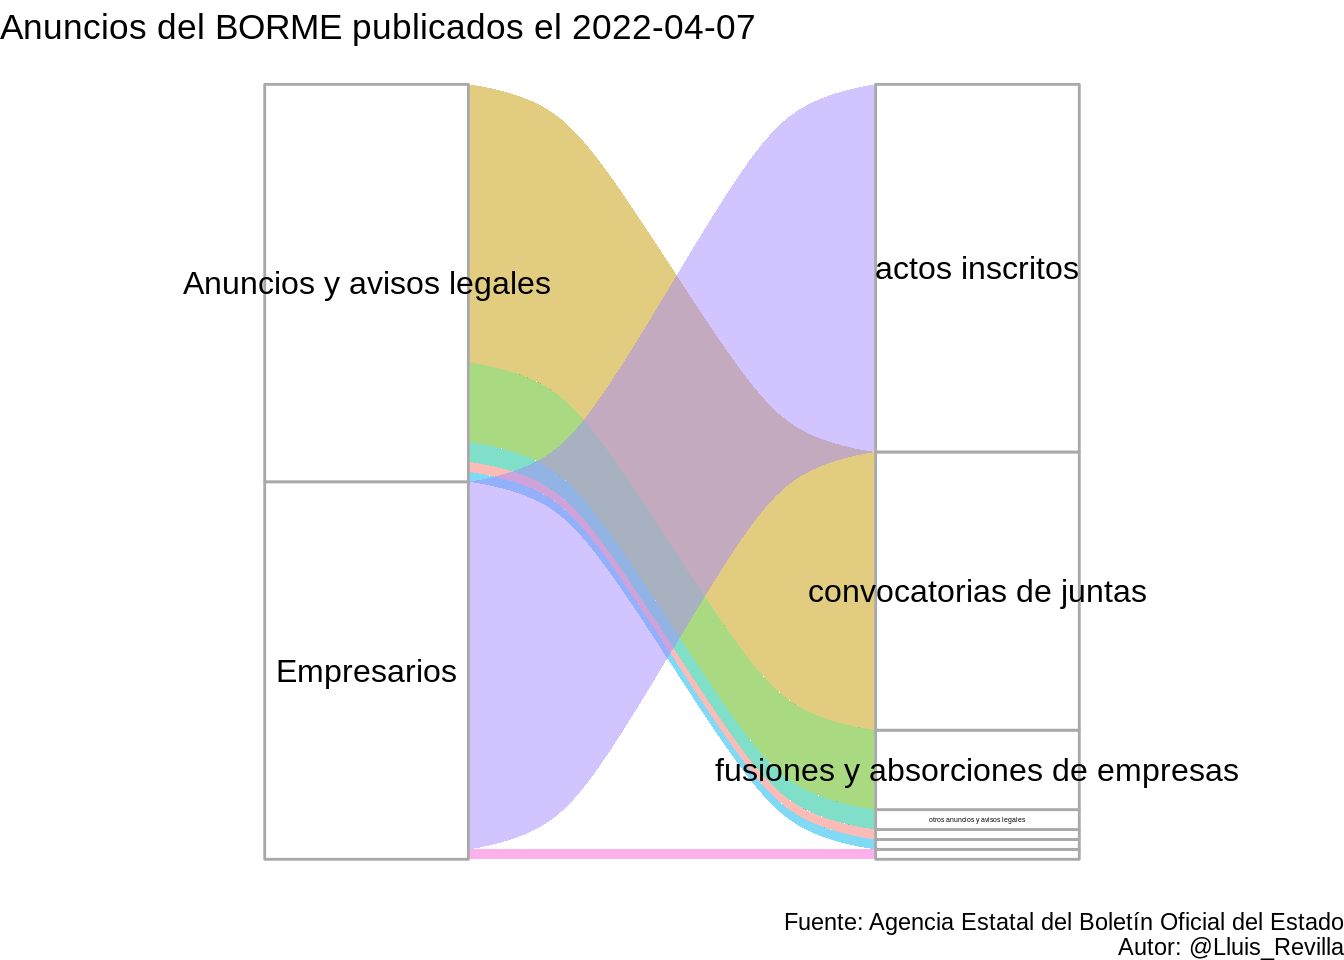 Anuncios del BORME publicados el 2022-04-07
Anuncios y avisos legales
actos inscritos
convocatorias de juntas
Empresarios
fusiones y absorciones de empresas
otros anuncios y avisos legales
Fuente: Agencia Estatal del Boletín Oficial del Estado
Autor: @Lluis_Revilla